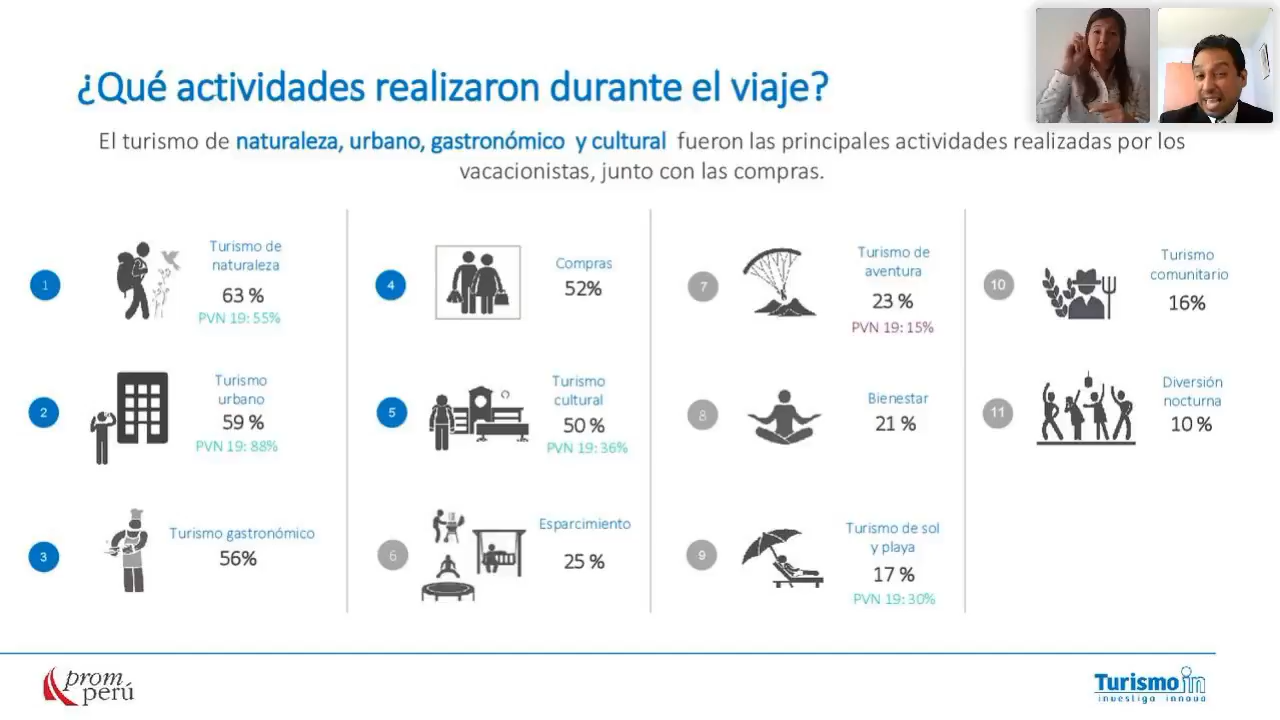 ¿Qué actividades realizaron durante el viaje?
El turismo de naturaleza, urbano, gastronómico y cultural fueron las principales actividades realizadas por los
vacacionistas, junto con las compras.
1
Turismo de
naturaleza
63 %
PVN 19: 55%
2
Turismo
urbano
59 %
PVN 19: 88%
3
Turismo gastronómico
56%
4
Compras
52%
5
Turismo
cultural
50 %
PVN 19: 36%
6
Esparcimiento
25 %
7
Turismo de
aventura
23 %
PVN 19: 15%
8
Bienestar
21 %
9
Turismo de sol
y playa
17 %
PVN 19: 30%
10
Turismo
comunitario
16%
11
Diversión
nocturna
10 %
prom
perú
Turismo in
investiga innova